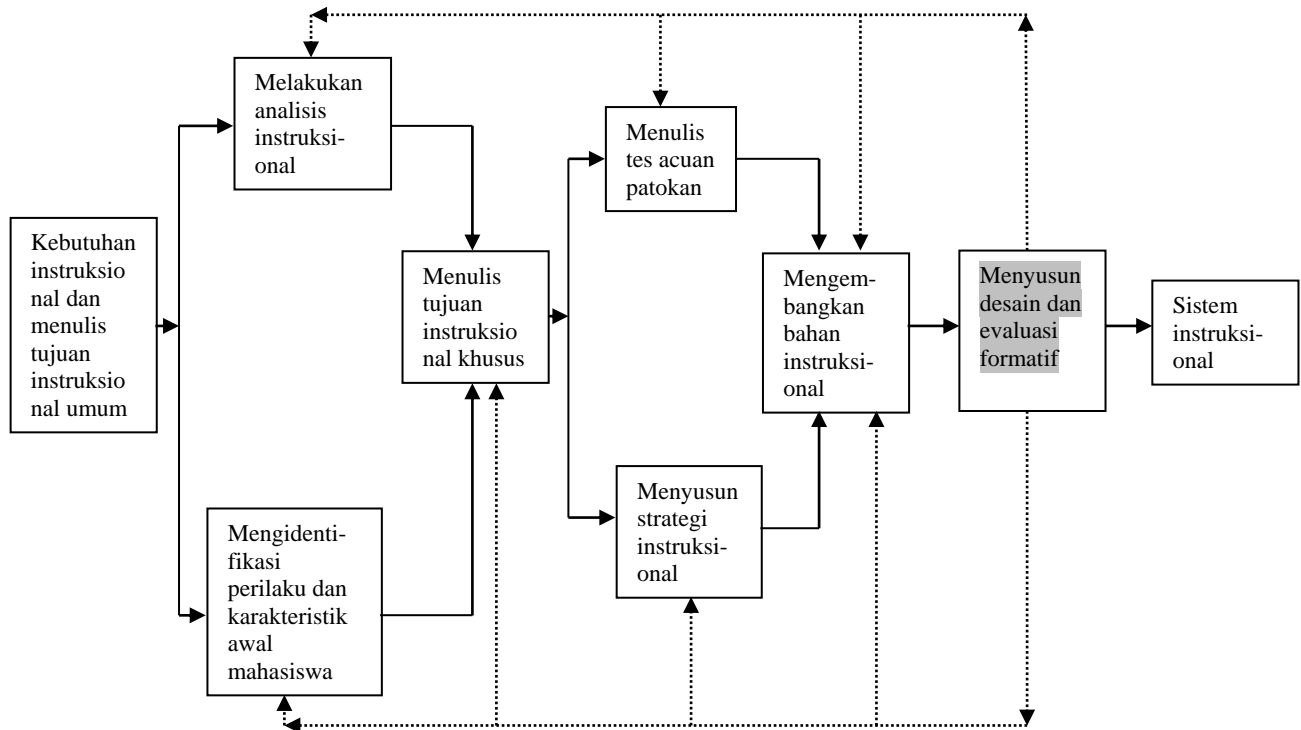 Melakukan
analisis
instruksi-
onal
Menulis
tes acuan
patokan
Kebutuhan
instruksio
nal dan
menulis
tujuan
instruksio
nal umum
Menulis
tujuan
instruksio
nal khusus
Mengem-
bangkan
bahan
instruksi-
onal
Menyusun
desain dan
evaluasi
formatif
Sistem
instruksi-
onal
Mengidenti-
fikasi
perilaku dan
karakteristik
awal
mahasiswa
Menyusun
strategi
instruksi-
onal